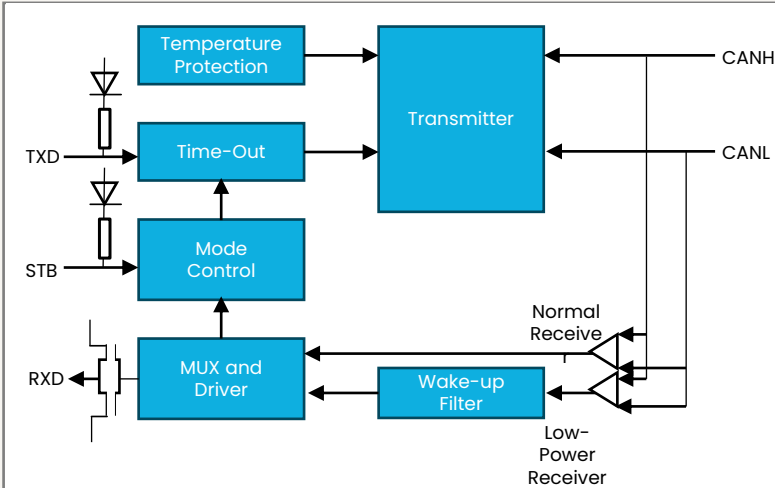 Temperature
Protection
Transmitter
CANH
TXD
Time-Out
CANL
STB
Mode
Control
Normal
Receive
RXD
MUX and
Driver
Wake-up
Filter
Low-
Power
Receiver